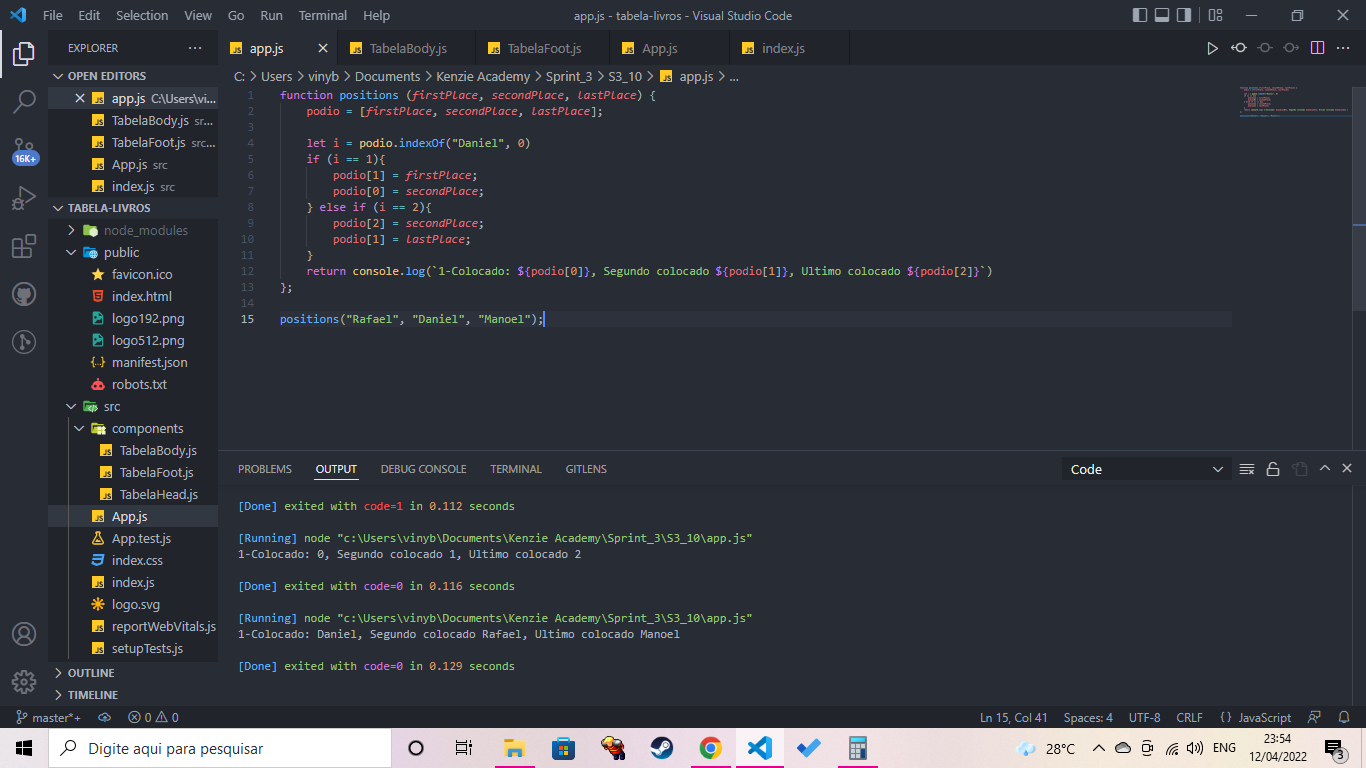 File Edit Selection View Go Run Terminal Help app.js - tabela-livros - Visual Studio Code
EXPLORER ...
OPEN EDITORS
app.js C:\Users\vi...
TabelaBody.js sr...
TabelaFoot.js src...
App.js src
index.js src
16K+
TABELA-LIVROS
node_modules
public
favicon.ico
index.html
logo192.png
logo512.png
manifest.json
robots.txt
src
components
TabelaBody.js
TabelaFoot.js
TabelaHead.js
App.js
App.test.js
index.css
index.js
logo.svg
reportWebVitals.js
setupTests.js
OUTLINE
TIMELINE
app.js TabelaBody.js TabelaFoot.js App.js index.js
C: > Users > vinyb > Documents > Kenzie Academy > Sprint_3 > S3_10 > app.js > ...
1 function positions (firstPlace, secondPlace, lastPlace) {
2 podio = [firstPlace, secondPlace, lastPlace];
3
4 let i = podio.indexOf("Daniel", 0)
5 if (i == 1){
6 podio[1] = firstPlace;
7 podio[0] = secondPlace;
8 } else if (i == 2){
9 podio[2] = secondPlace;
10 podio[1] = lastPlace;
11 }
12 return console.log(`1-Colocado: ${podio[0]}, Segundo colocado ${podio[1]}, Ultimo colocado ${podio[2]}`)
13 };
14
15 positions("Rafael", "Daniel", "Manoel");
PROBLEMS OUTPUT DEBUG CONSOLE TERMINAL GITLENS Code
[Done] exited with code=1 in 0.112 seconds
[Running] node "c:\Users\vinyb\Documents\Kenzie Academy\Sprint_3\S3_10\app.js"
1-Colocado: 0, Segundo colocado 1, Ultimo colocado 2
[Done] exited with code=0 in 0.116 seconds
[Running] node "c:\Users\vinyb\Documents\Kenzie Academy\Sprint_3\S3_10\app.js"
1-Colocado: Daniel, Segundo colocado Rafael, Ultimo colocado Manoel
[Done] exited with code=0 in 0.129 seconds
master*+ 0 0 Ln 15, Col 41 Spaces: 4 UTF-8 CRLF {} JavaScript
Digite aqui para pesquisar 28°C ENG 23:54
12/04/2022 3